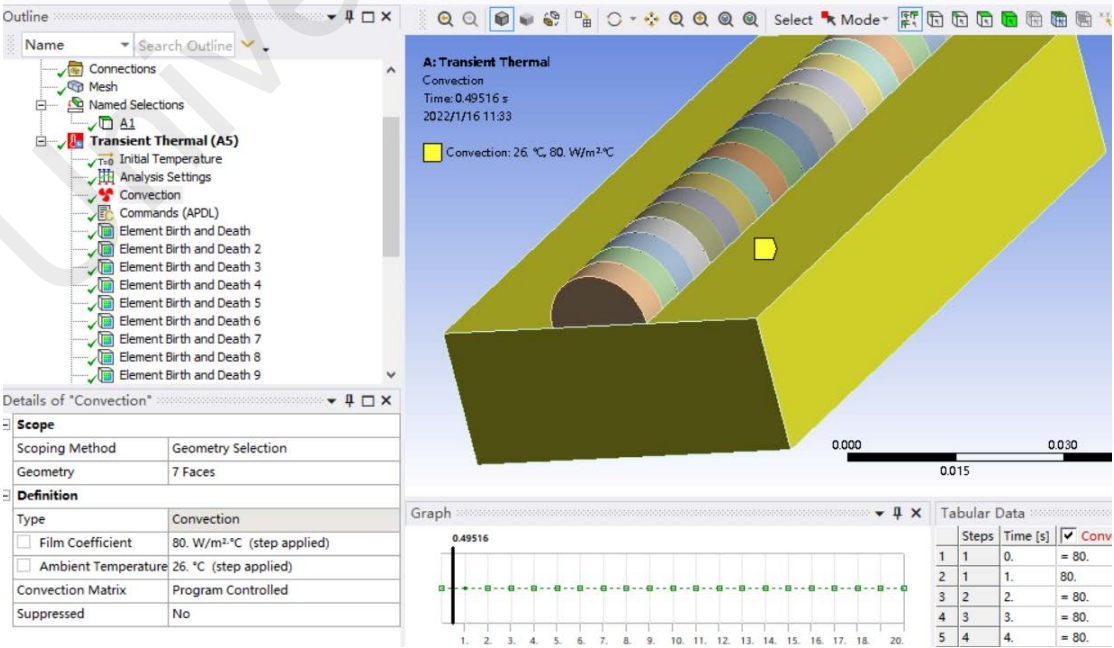 Outline
Name Search Outline
Connections
Mesh
Named Selections
A1
Transient Thermal (A5)
T=0 Initial Temperature
Analysis Settings
Convection
Commands (APDL)
Element Birth and Death
Element Birth and Death 2
Element Birth and Death 3
Element Birth and Death 4
Element Birth and Death 5
Element Birth and Death 6
Element Birth and Death 7
Element Birth and Death 8
Element Birth and Death 9
Details of "Convection"
Scope
Scoping Method Geometry Selection
Geometry 7 Faces
Definition
Type Convection
Film Coefficient 80. W/m²·°C (step applied)
Ambient Temperature 26. °C (step applied)
Convection Matrix Program Controlled
Suppressed No
Select Mode
A: Transient Thermal
Convection
Time: 0.49516 s
2022/1/16 11:33
Convection: 26. °C, 80. W/m²·°C
0.000 0.030
0.015
Graph
0.49516
1. 2. 3. 4. 5. 6. 7. 8. 9. 10. 11. 12. 13. 14. 15. 16. 17. 18. 20.
Tabular Data
Steps Time [s] Conv
1 1 0. = 80.
2 1 1. 80.
3 2 2. = 80.
4 3 3. = 80.
5 4 4. = 80.